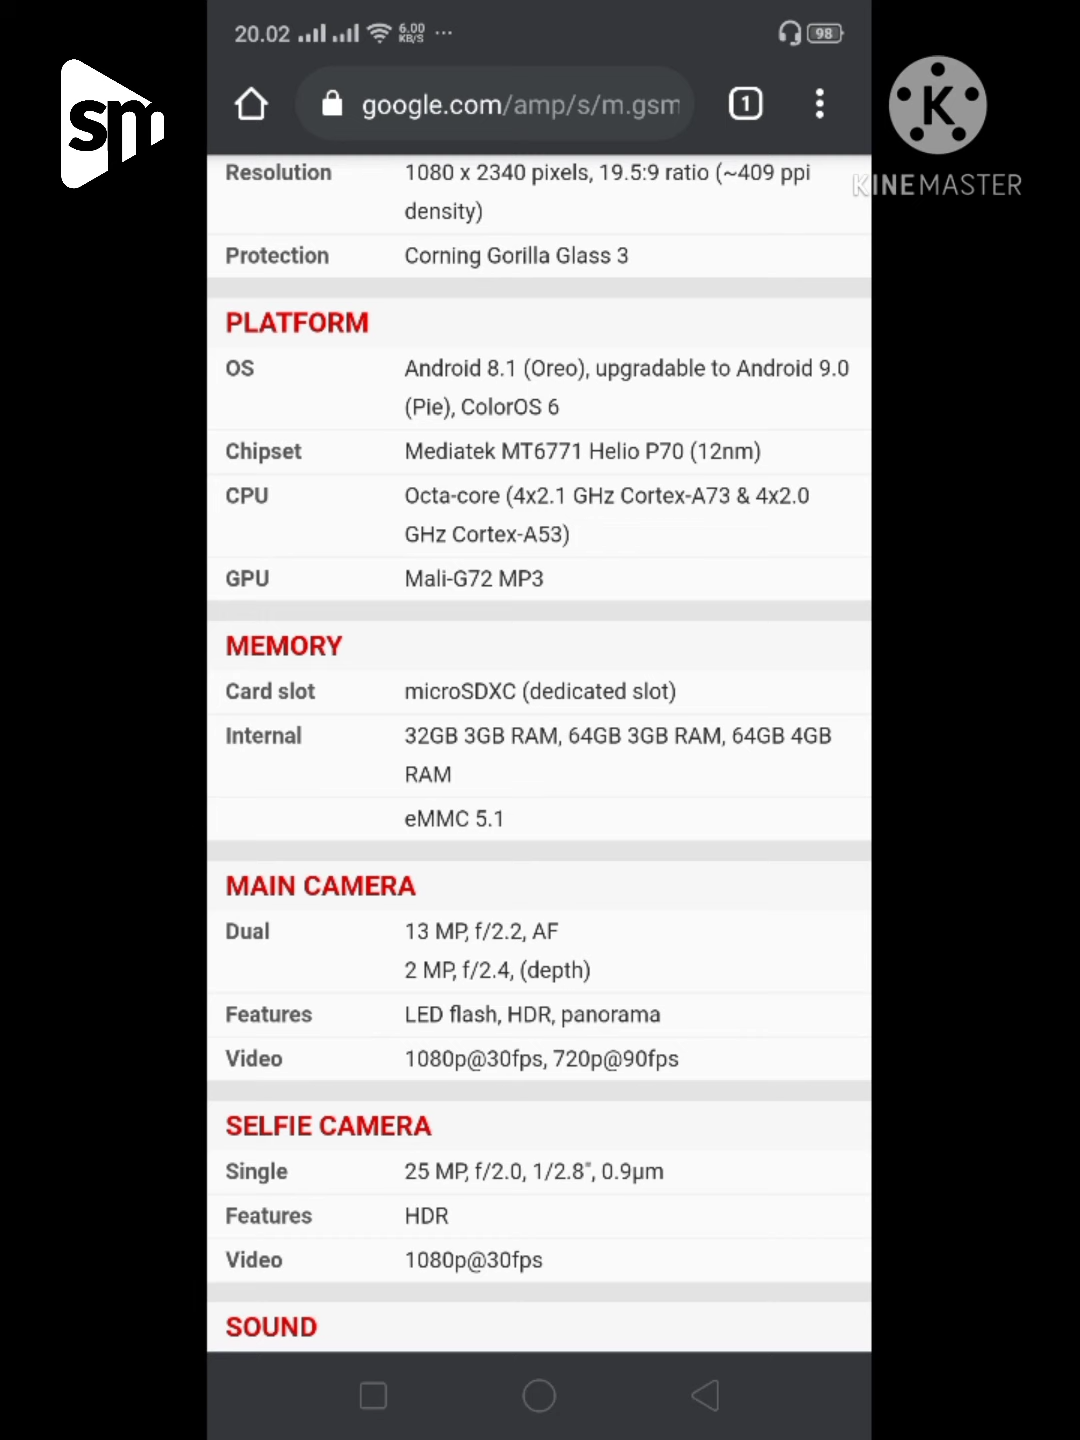 20.02 6.00 KB/S ... 98
sm
google.com/amp/s/m.gsm 1
K
KINEMASTER
Resolution 1080 x 2340 pixels, 19.5:9 ratio (~409 ppi
density)
Protection Corning Gorilla Glass 3
PLATFORM
OS Android 8.1 (Oreo), upgradable to Android 9.0
(Pie), ColorOS 6
Chipset Mediatek MT6771 Helio P70 (12nm)
CPU Octa-core (4x2.1 GHz Cortex-A73 & 4x2.0
GHz Cortex-A53)
GPU Mali-G72 MP3
MEMORY
Card slot microSDXC (dedicated slot)
Internal 32GB 3GB RAM, 64GB 3GB RAM, 64GB 4GB
RAM
eMMC 5.1
MAIN CAMERA
Dual 13 MP, f/2.2, AF
2 MP, f/2.4, (depth)
Features LED flash, HDR, panorama
Video 1080p@30fps, 720p@90fps
SELFIE CAMERA
Single 25 MP, f/2.0, 1/2.8", 0.9µm
Features HDR
Video 1080p@30fps
SOUND